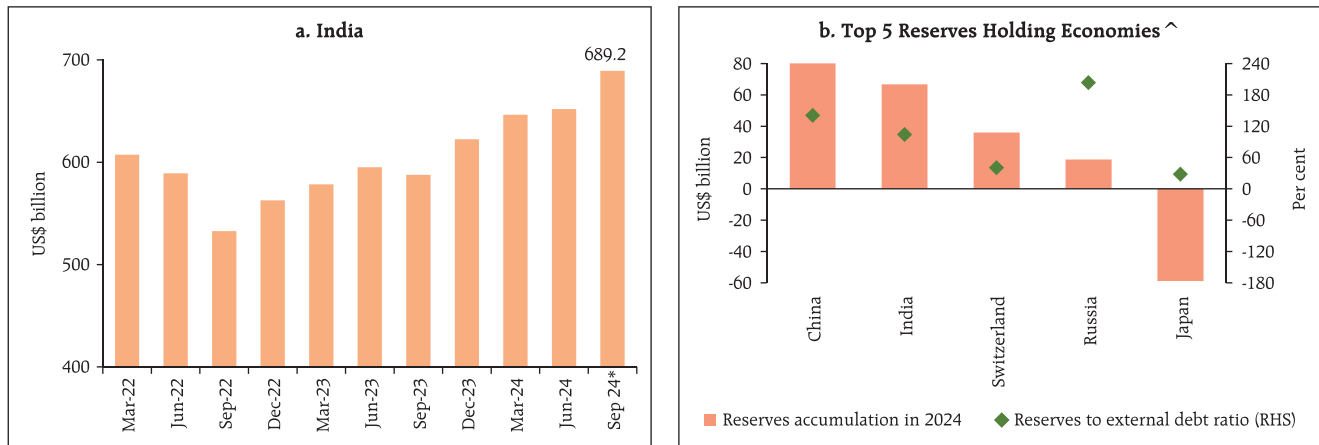 a. India
689.2
700
600
500
400
US$ billion
Mar-22
Jun-22
Sep-22
Dec-22
Mar-23
Jun-23
Sep-23
Dec-23
Mar-24
Jun-24
Sep 24*
b. Top 5 Reserves Holding Economies ^
80
60
40
20
0
-20
-40
-60
US$ billion
240
180
120
60
0
-60
-120
-180
Per cent
China
India
Switzerland
Russia
Japan
Reserves accumulation in 2024
Reserves to external debt ratio (RHS)